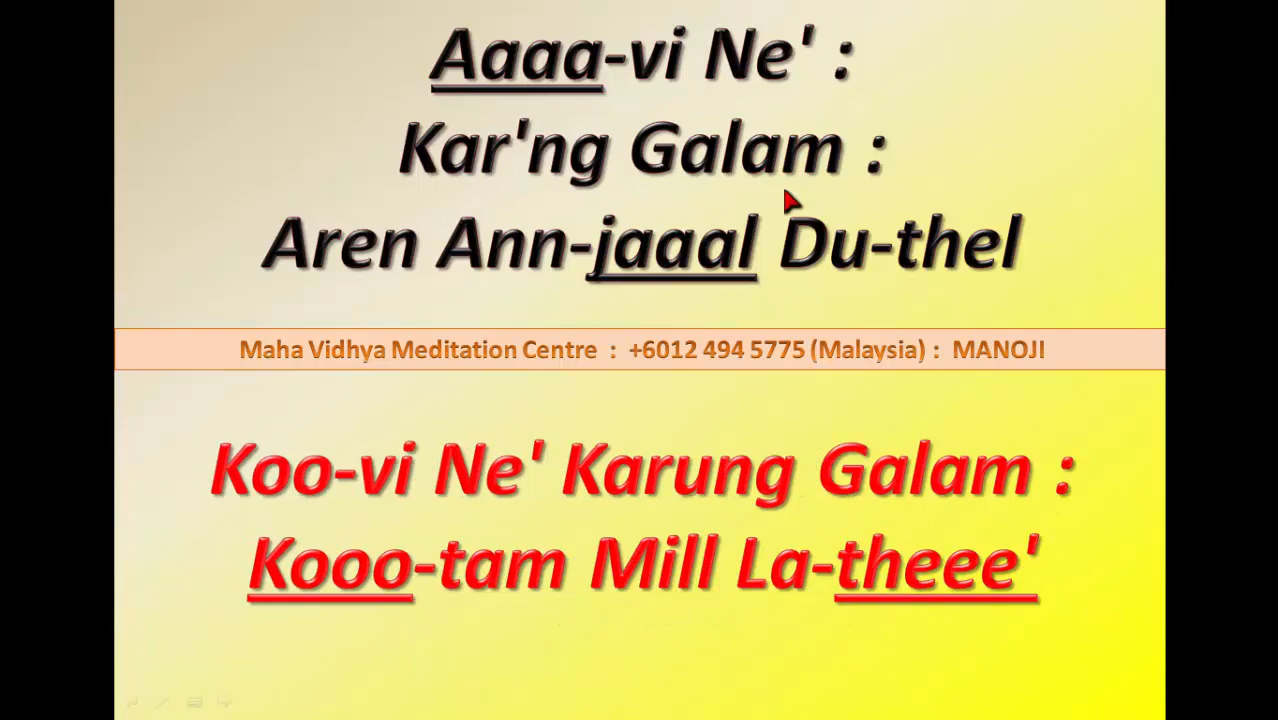 Aaaa-vi Ne' :
Kar'ng Galam :
Aren Ann-jaaal Du-thel
Maha Vidhya Meditation Centre : +6012 494 5775 (Malaysia) : MANOJI
Koo-vi Ne' Karung Galam :
Kooo-tam Mill La-theee'